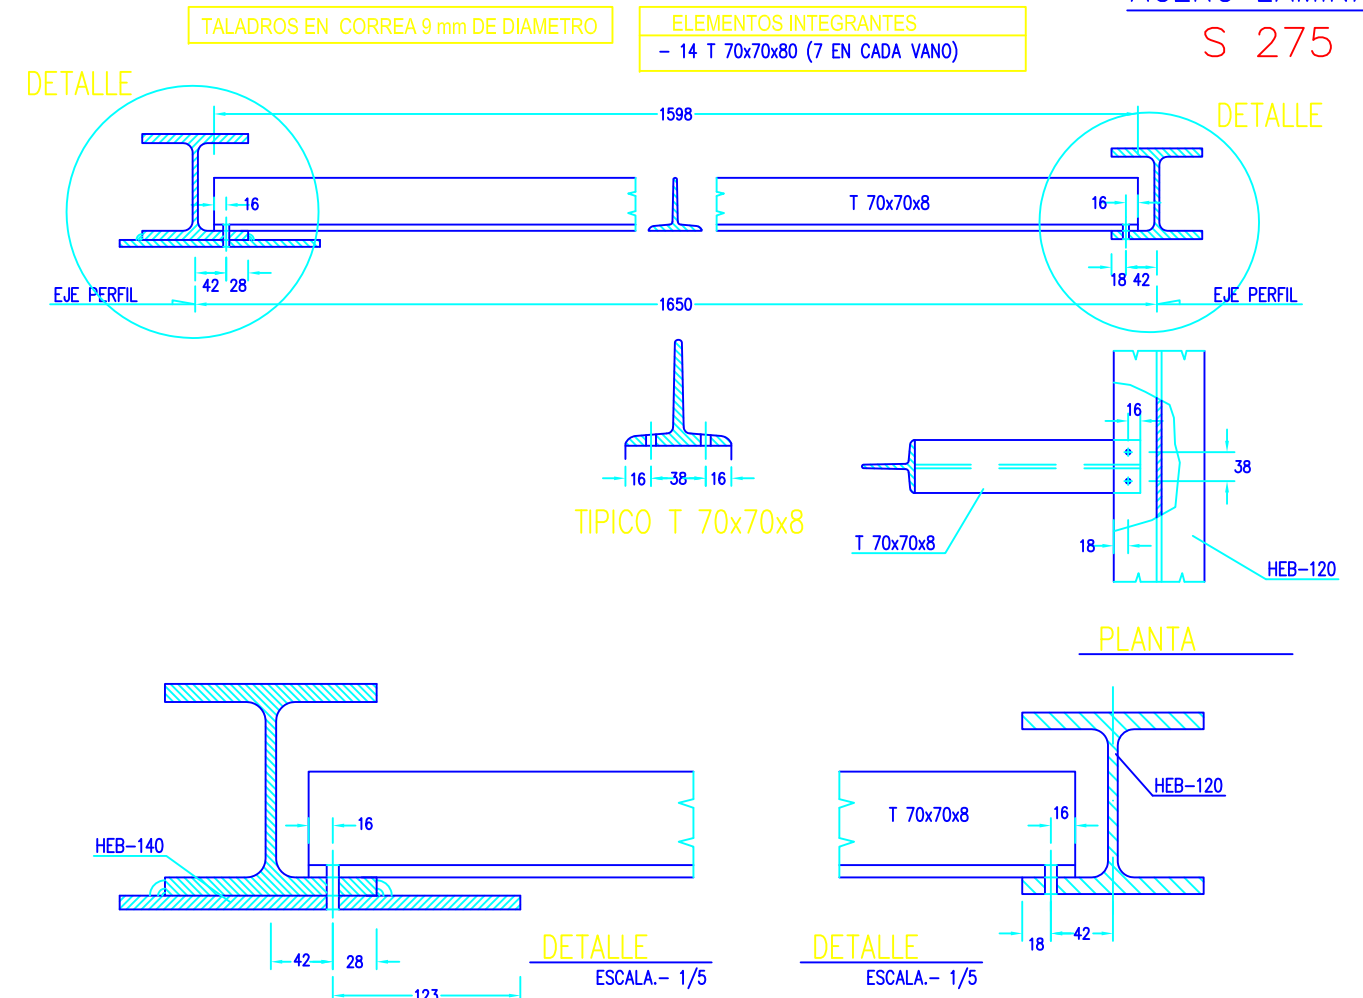 TALADROS EN CORREA 9 mm DE DIAMETRO
ELEMENTOS INTEGRANTES
- 14 T 70x70x80 (7 EN CADA VANO)
S 275
DETALLE
DETALLE
1598
16
T 70x70x8
16
42 28
18 42
EJE PERFIL
1650
EJE PERFIL
16 38 16
TIPICO T 70x70x8
16
38
18
T 70x70x8
HEB-120
PLANTA
16
HEB-140
42 28
123
DETALLE
ESCALA.- 1/5
T 70x70x8
16
HEB-120
18 42
DETALLE
ESCALA.- 1/5